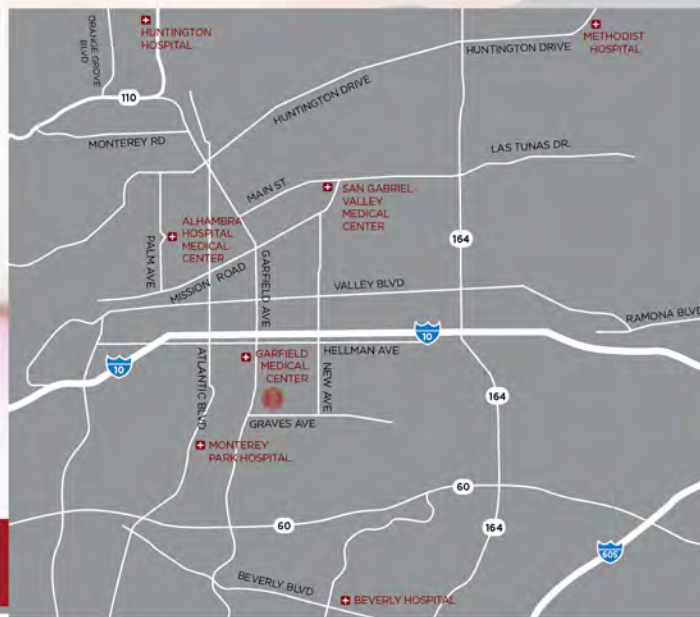 ORANGE GROVE
BLVD
HUNTINGTON
HOSPITAL
METHODIST
HOSPITAL
HUNTINGTON DRIVE
110
HUNTINGTON DRIVE
MONTEREY RD
LAS TUNAS DR.
MAIN ST.
SAN GABRIEL
VALLEY
MEDICAL
CENTER
ALHAMBRA
HOSPITAL
MEDICAL
CENTER
PALM AVE
164
MISSION ROAD
GARFIELD AVE
VALLEY BLVD
RAMONA BLVD
10
10
HELLMAN AVE
ATLANTIC BLVD
GARFIELD
MEDICAL
CENTER
NEW AVE
164
GRAVES AVE
MONTEREY
PARK HOSPITAL
60
60
164
605
BEVERLY BLVD
BEVERLY HOSPITAL